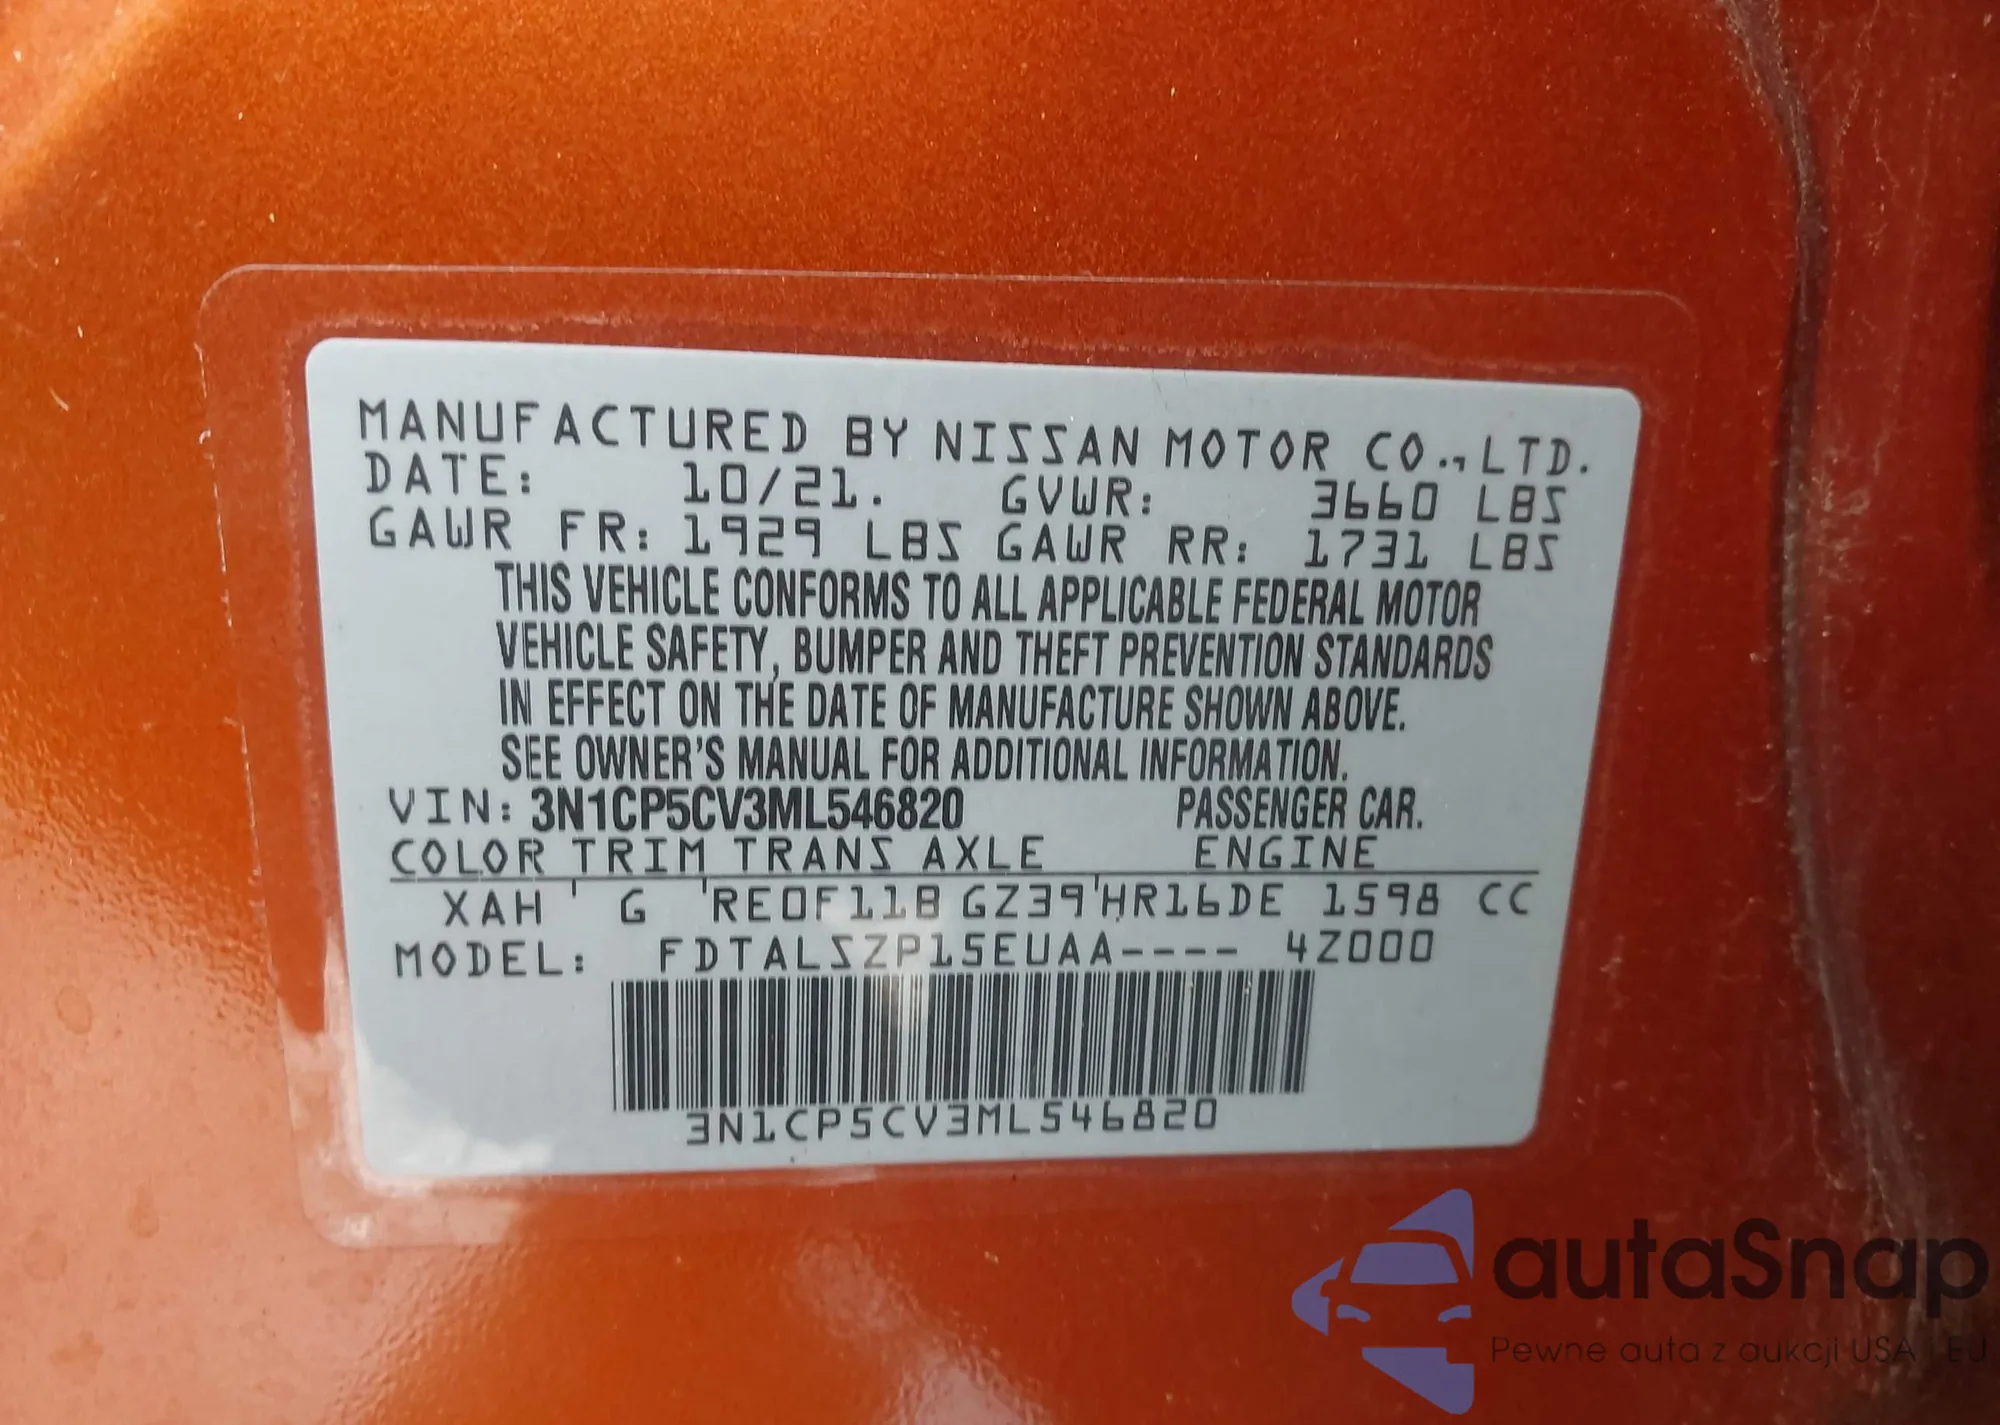 MANUFACTURED BY NISSAN MOTOR CO.,LTD.
DATE: 10/21. GVWR: 3660 LBS
GAWR FR: 1929 LBS GAWR RR: 1731 LBS
THIS VEHICLE CONFORMS TO ALL APPLICABLE FEDERAL MOTOR
VEHICLE SAFETY, BUMPER AND THEFT PREVENTION STANDARDS
IN EFFECT ON THE DATE OF MANUFACTURE SHOWN ABOVE.
SEE OWNER'S MANUAL FOR ADDITIONAL INFORMATION.
VIN: 3N1CP5CV3ML546820 PASSENGER CAR.
COLOR TRIM TRANS AXLE ENGINE
XAH ' G 'RE0F11B GZ39'HR16DE 1598 CC
MODEL: FDTALSZP15EUAA---- 4Z000
3N1CP5CV3ML546820
autaSnap
Pewne auta z aukcji USA i EU